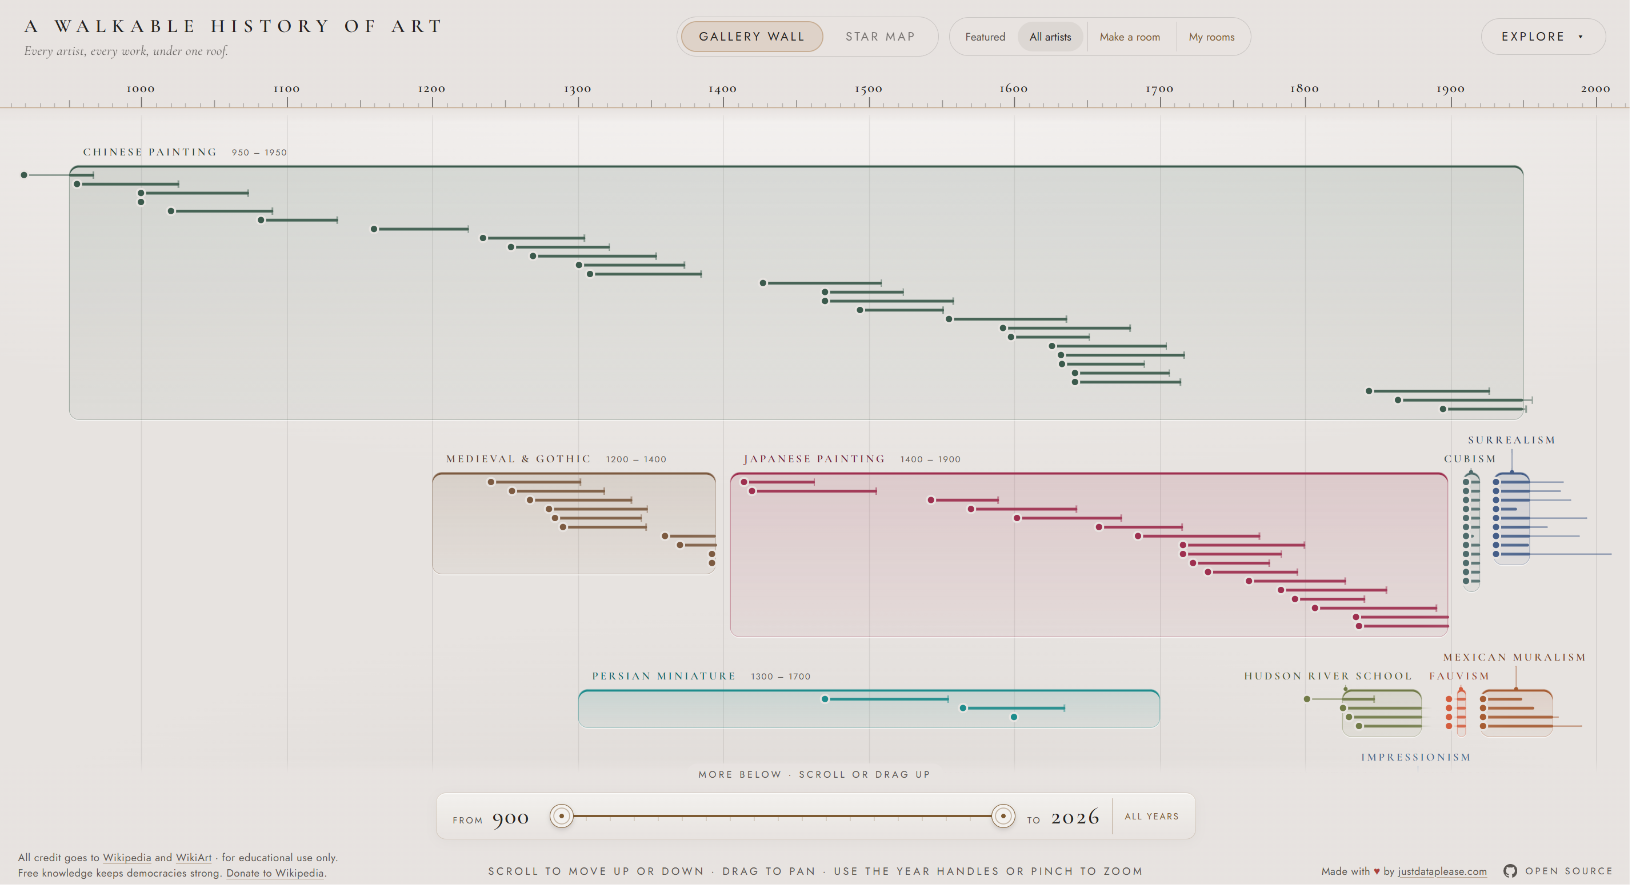 A WALKABLE HISTORY OF ART
Every artist, every work, under one roof.
GALLERY WALL STAR MAP Featured All artists Make a room My rooms EXPLORE
1000 1100 1200 1300 1400 1500 1600 1700 1800 1900 2000
CHINESE PAINTING 950 – 1950
SURREALISM
MEDIEVAL & GOTHIC 1200 – 1400 JAPANESE PAINTING 1400 – 1900 CUBISM
MEXICAN MURALISM
PERSIAN MINIATURE 1300 – 1700 HUDSON RIVER SCHOOL FAUVISM
IMPRESSIONISM
MORE BELOW · SCROLL OR DRAG UP
FROM 900 TO 2026 ALL YEARS
All credit goes to Wikipedia and WikiArt · for educational use only.
Free knowledge keeps democracies strong. Donate to Wikipedia.
SCROLL TO MOVE UP OR DOWN · DRAG TO PAN · USE THE YEAR HANDLES OR PINCH TO ZOOM
Made with ♥ by justdataplease.com OPEN SOURCE